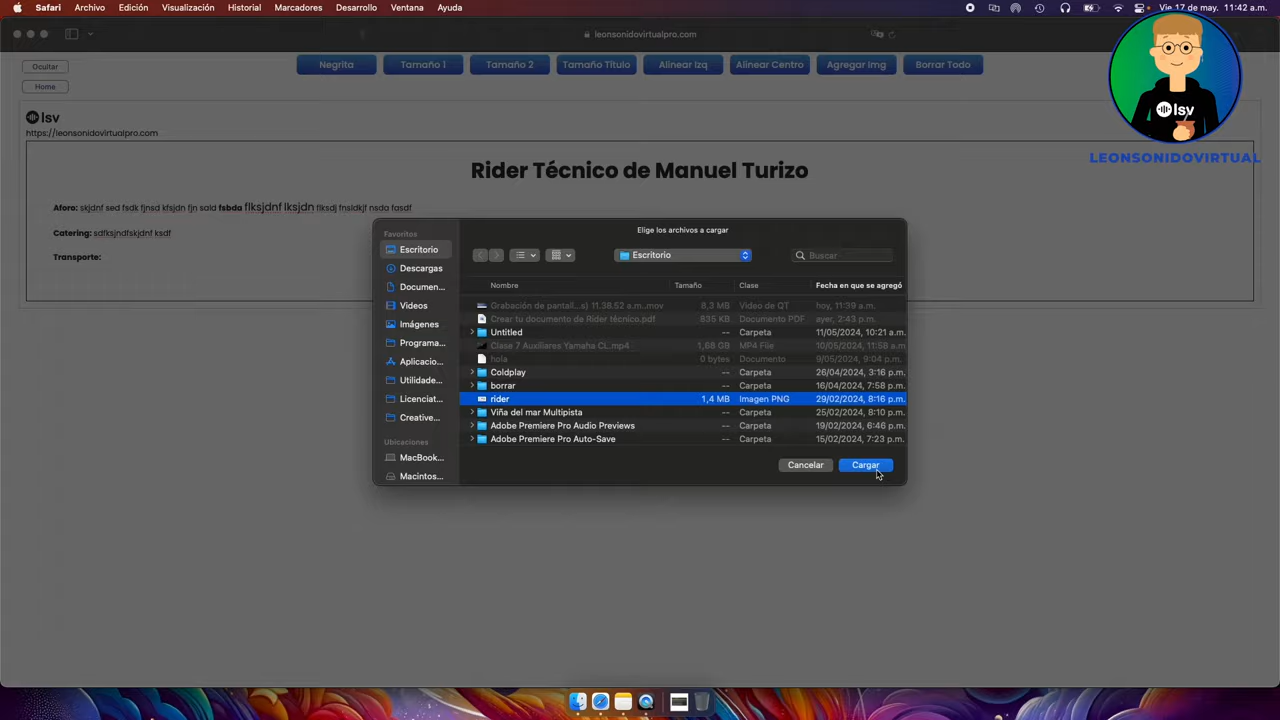 Safari Archivo Edición Visualización Historial Marcadores Desarrollo Ventana Ayuda Vie 17 de may. 11:42 a.m.
leonsonidovirtualpro.com
Ocultar Negrita Tamaño 1 Tamaño 2 Tamaño Título Alinear Izq Alinear Centro Agregar Img Borrar Todo
Home
lsv
LEONSONIDOVIRTUAL
lsv
https://leonsonidovirtualpro.com
Rider Técnico de Manuel Turizo
Aforo: skjdnf sed fsdk fjnsd kfsjdn fjn sald fsbda flksjdnf lksjdn flksdj fnsldkjf nsda fasdf
Catering: sdfksjndfskjdnf ksdf
Transporte:
Elige los archivos a cargar
Favoritos
Escritorio
Descargas
Documen...
Videos
Imágenes
Programa...
Aplicacio...
Utilidade...
Licenciat...
Creative...
Ubicaciones
MacBook...
Macintos...
Escritorio Buscar
Nombre Tamaño Clase Fecha en que se agregó
Grabación de pantall...s) 11.38.52 a.m..mov 8,3 MB Video de QT hoy, 11:39 a.m.
Crear tu documento de Rider técnico.pdf 835 KB Documento PDF ayer, 2:43 p.m.
Untitled -- Carpeta 11/05/2024, 10:21 a.m.
Clase 7 Auxiliares Yamaha CL..mp4 1,68 GB MP4 File 10/05/2024, 11:58 a.m
hola 0 bytes Documento 9/05/2024, 9:04 p.m.
Coldplay -- Carpeta 26/04/2024, 3:16 p.m.
borrar -- Carpeta 16/04/2024, 7:58 p.m.
rider 1,4 MB Imagen PNG 29/02/2024, 8:16 p.m.
Viña del mar Multipista -- Carpeta 25/02/2024, 8:10 p.m.
Adobe Premiere Pro Audio Previews -- Carpeta 19/02/2024, 6:46 p.m.
Adobe Premiere Pro Auto-Save -- Carpeta 15/02/2024, 7:23 p.m.
Cancelar Cargar